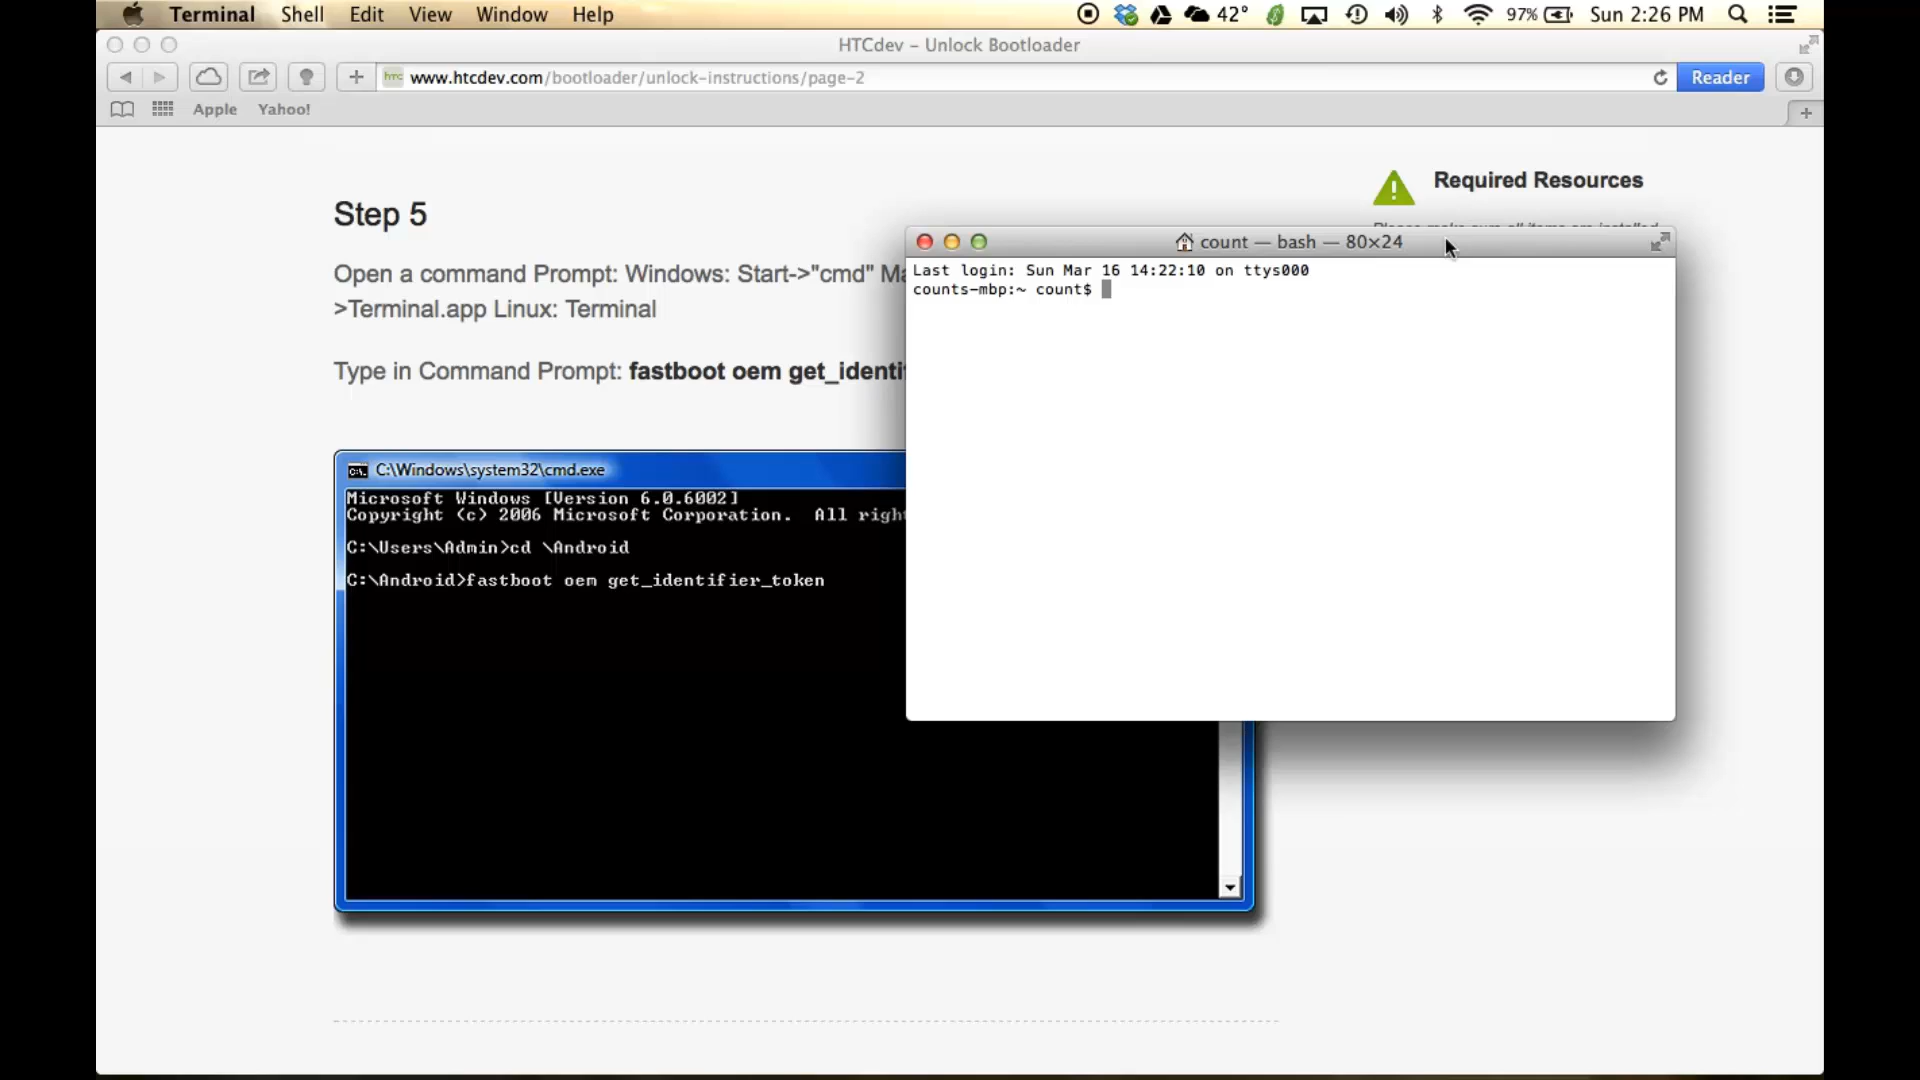 Terminal Shell Edit View Window Help 42° 97% Sun 2:26 PM
HTCdev – Unlock Bootloader
htc www.htcdev.com/bootloader/unlock-instructions/page-2 Reader
Apple Yahoo!
Required Resources
Step 5
count — bash — 80×24
Last login: Sun Mar 16 14:22:10 on ttys000
counts-mbp:~ count$
Open a command Prompt: Windows: Start->"cmd" Ma
>Terminal.app Linux: Terminal
Type in Command Prompt: fastboot oem get_identif
C:\Windows\system32\cmd.exe
Microsoft Windows [Version 6.0.6002]
Copyright (c) 2006 Microsoft Corporation. All righ
C:\Users\Admin>cd \Android
C:\Android>fastboot oem get_identifier_token